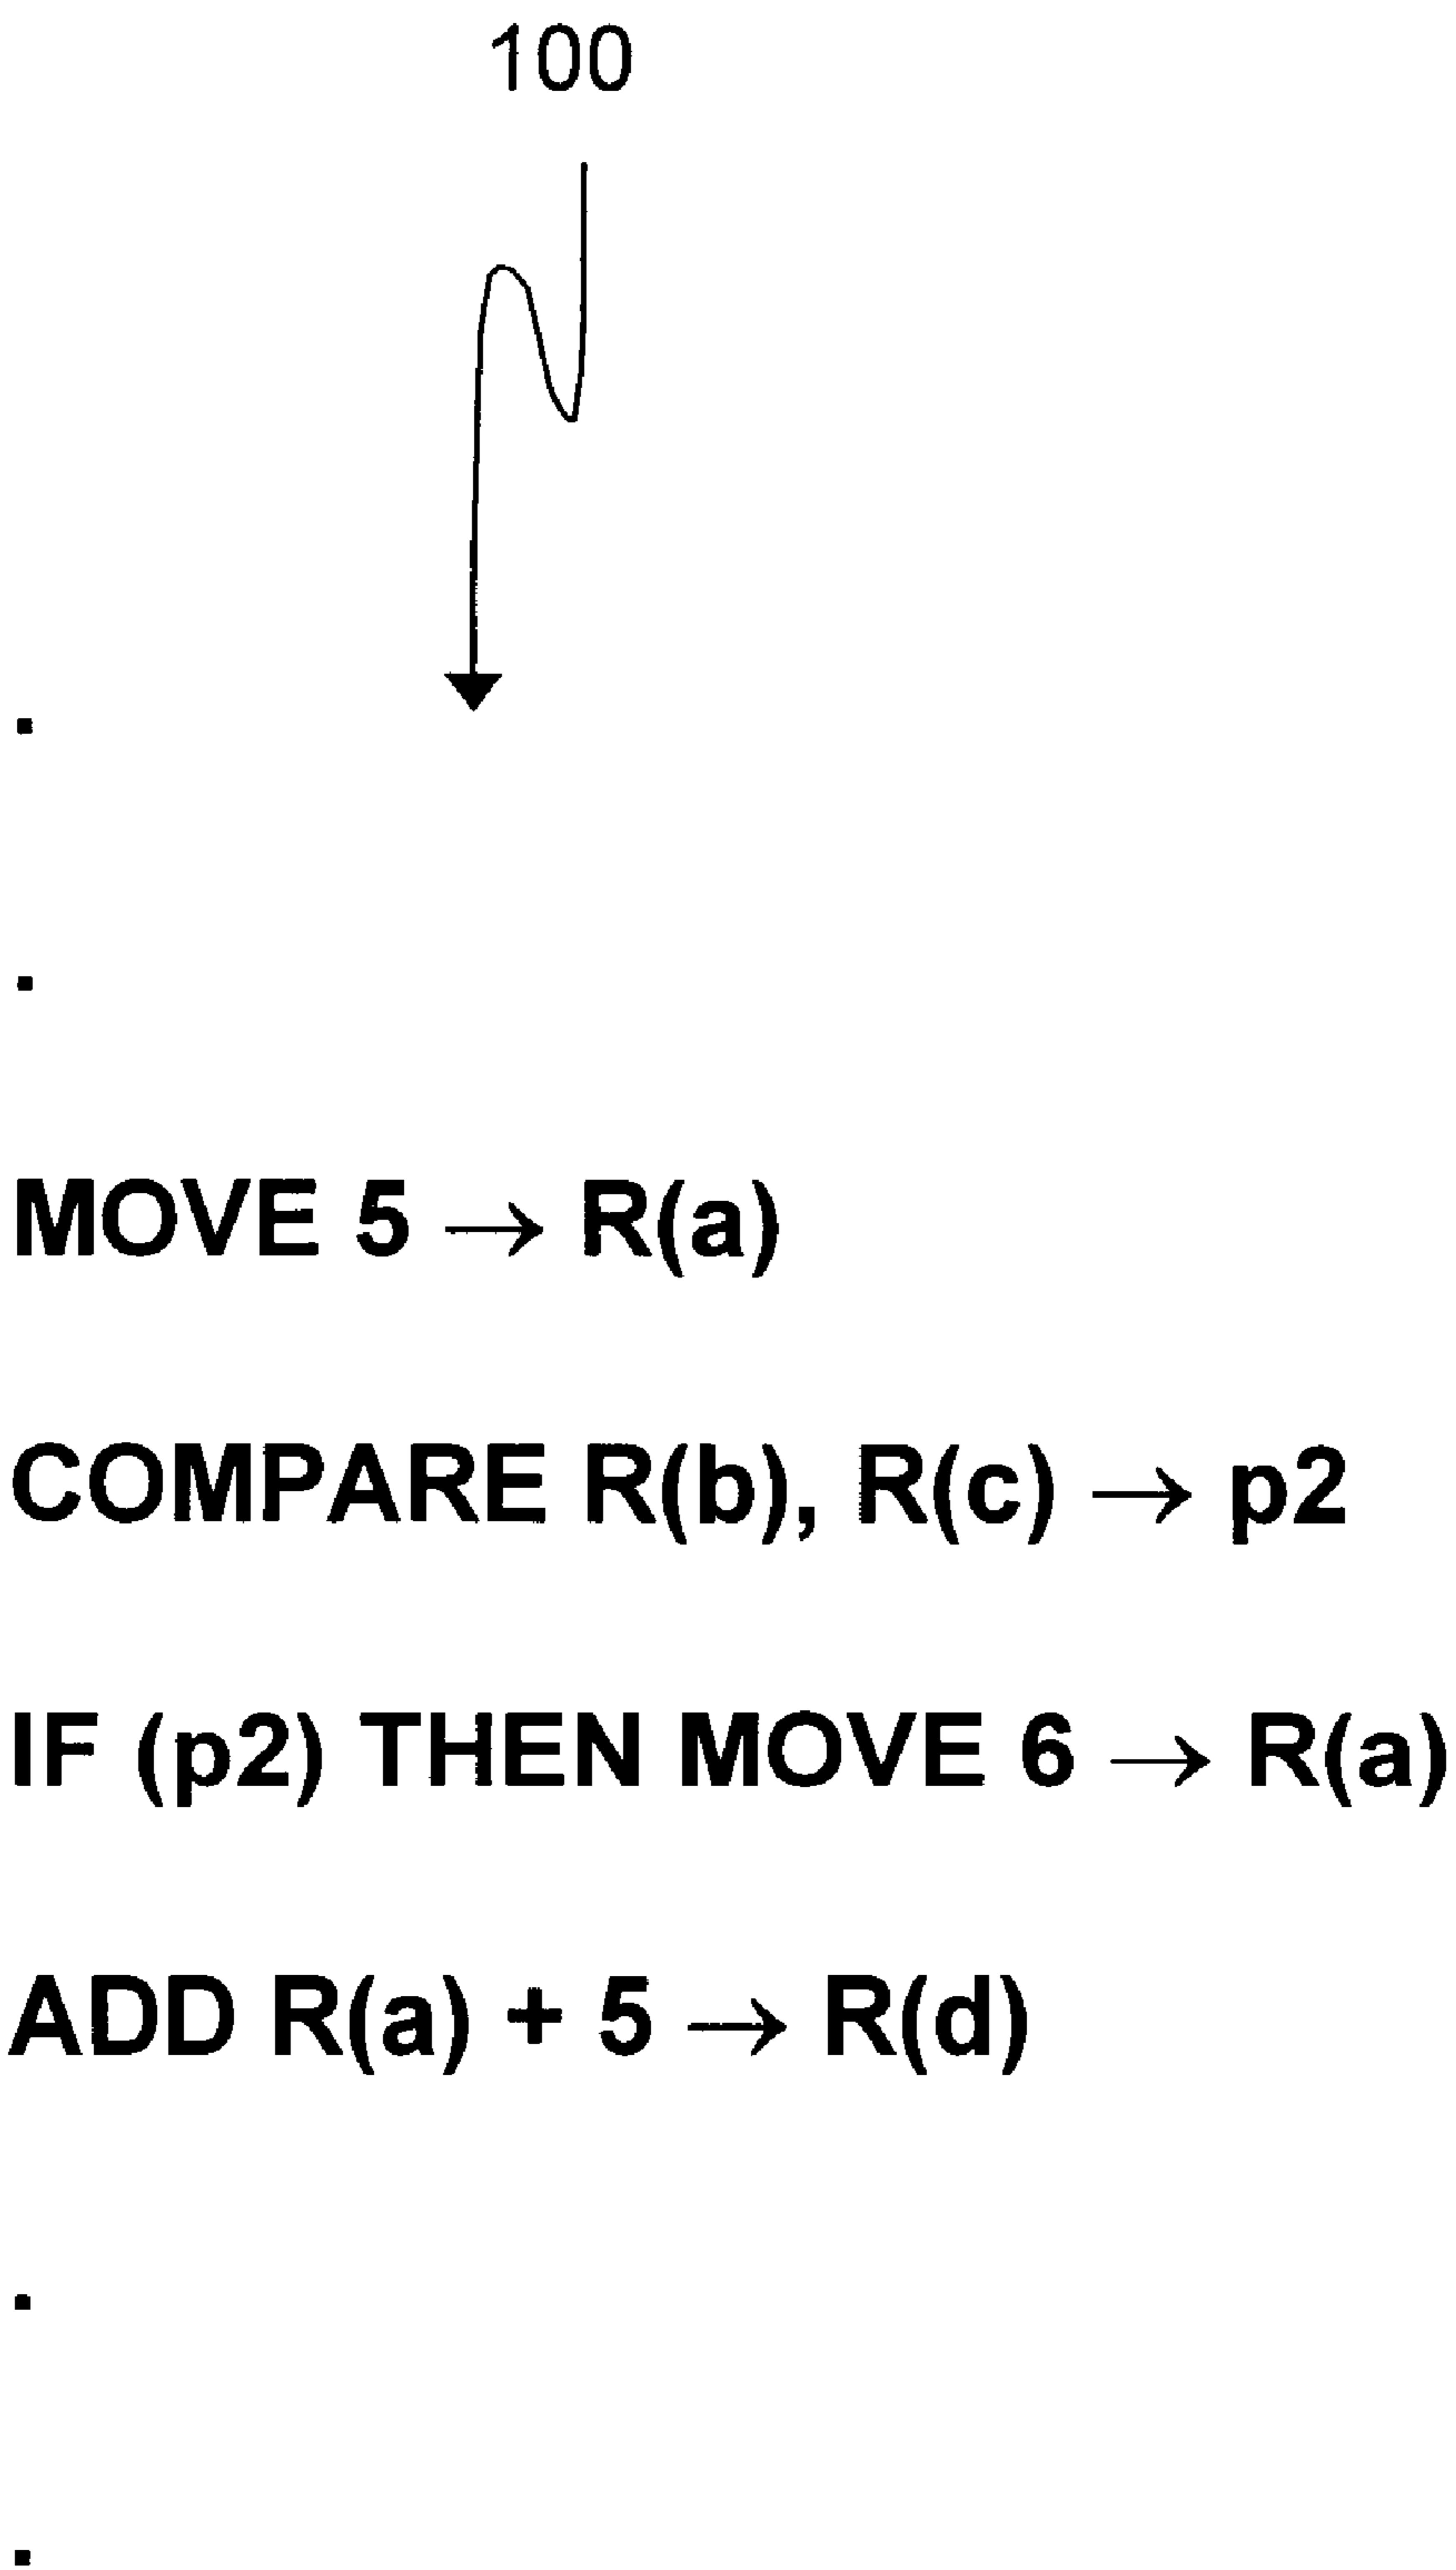 100
.
.
MOVE 5 → R(a)
COMPARE R(b), R(c) → p2
IF (p2) THEN MOVE 6 → R(a)
ADD R(a) + 5 → R(d)
.
.